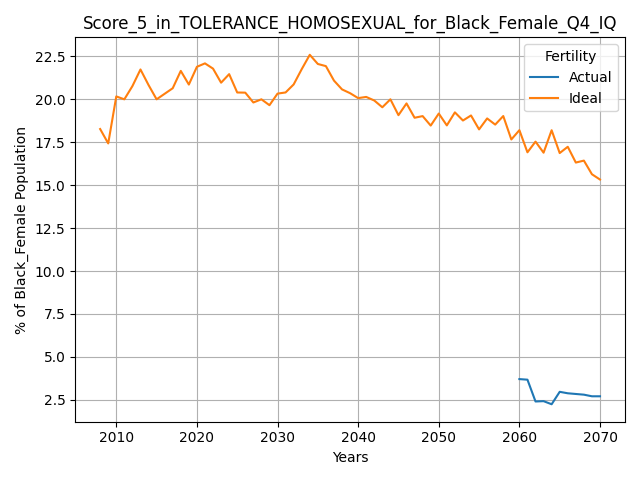 Score_5_in_TOLERANCE_HOMOSEXUAL_for_Black_Female_Q4_IQ
Fertility
Actual
Ideal
% of Black_Female Population
22.5
20.0
17.5
15.0
12.5
10.0
7.5
5.0
2.5
2010 2020 2030 2040 2050 2060 2070
Years